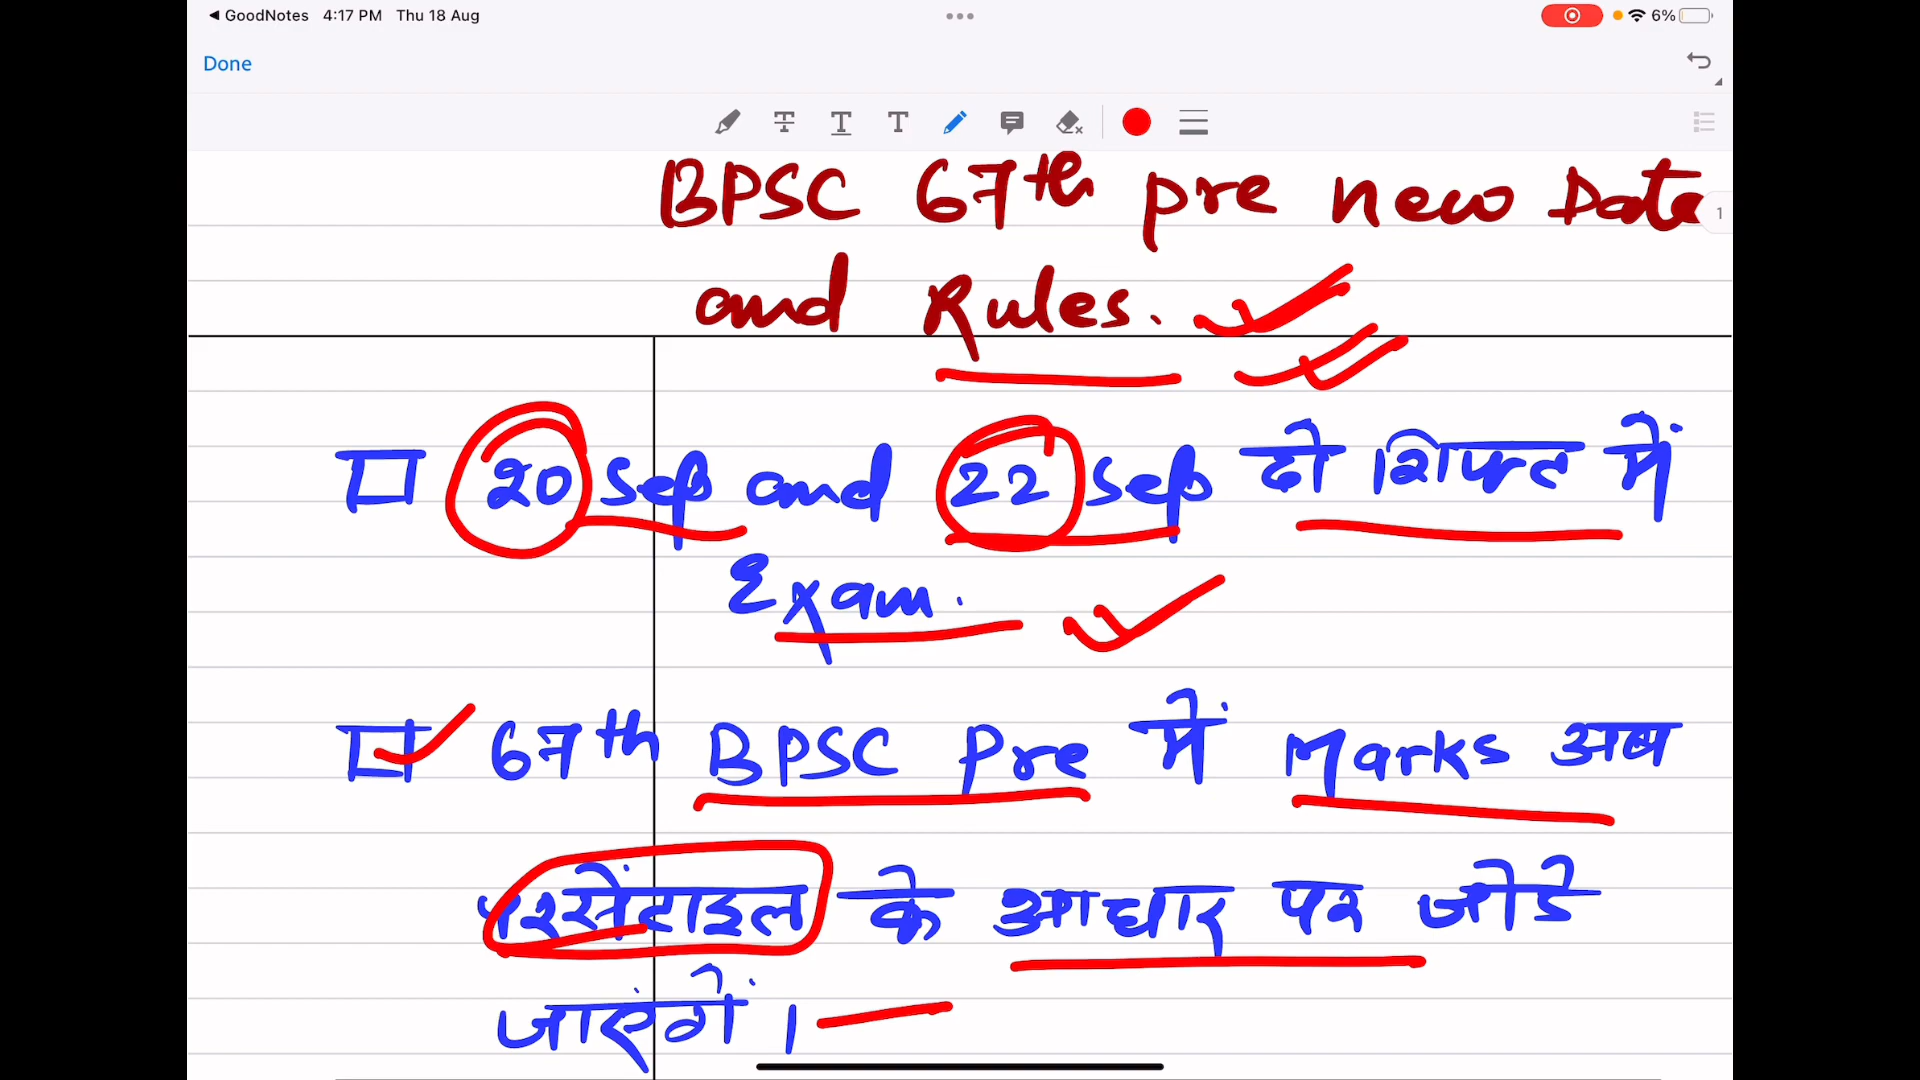 GoodNotes 4:17 PM Thu 18 Aug 6%
Done
T T T
BPSC 67th pre new Date
1
and Rules.
20 Sep and 22 Sep दो शिफ्ट में
Exam.
67th BPSC Pre में Marks अब
परसेंटाइल के आधार पर जोडे
जाएंगे।